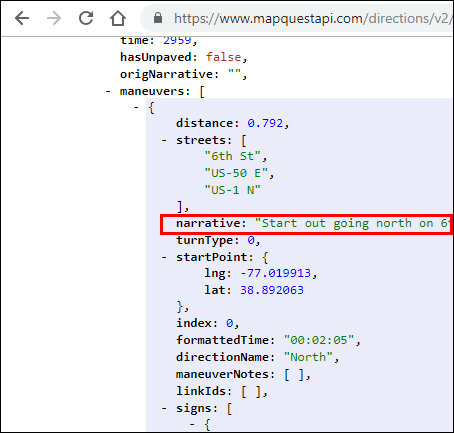 https://www.mapquestapi.com/directions/v2/
time: 2959,
hasUnpaved: false,
origNarrative: "",
- maneuvers: [
- {
distance: 0.792,
- streets: [
"6th St",
"US-50 E",
"US-1 N"
],
narrative: "Start out going north on 6t
turnType: 0,
- startPoint: {
lng: -77.019913,
lat: 38.892063
},
index: 0,
formattedTime: "00:02:05",
directionName: "North",
maneuverNotes: [ ],
linkIds: [ ],
- signs: [
- {